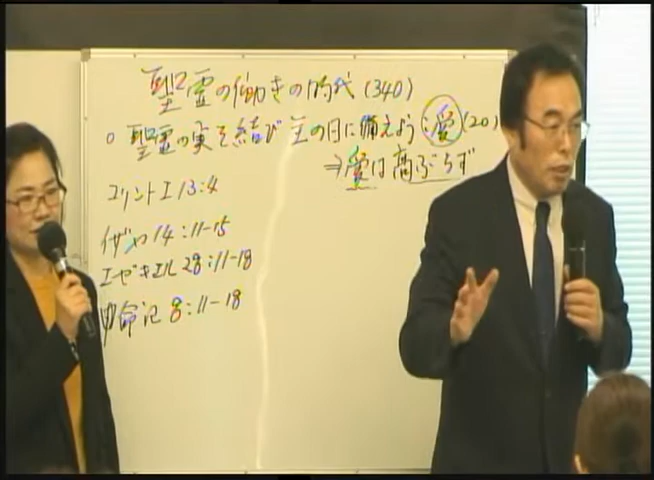 聖霊の働きの時代 (340)
○ 聖霊の実を結び主の日に備えよう:愛 (20)
⇒愛は高ぶらず
コリントI 13:4
イザヤ 14:11-15
エゼキエル 28:11-18
申命記 8:11-18